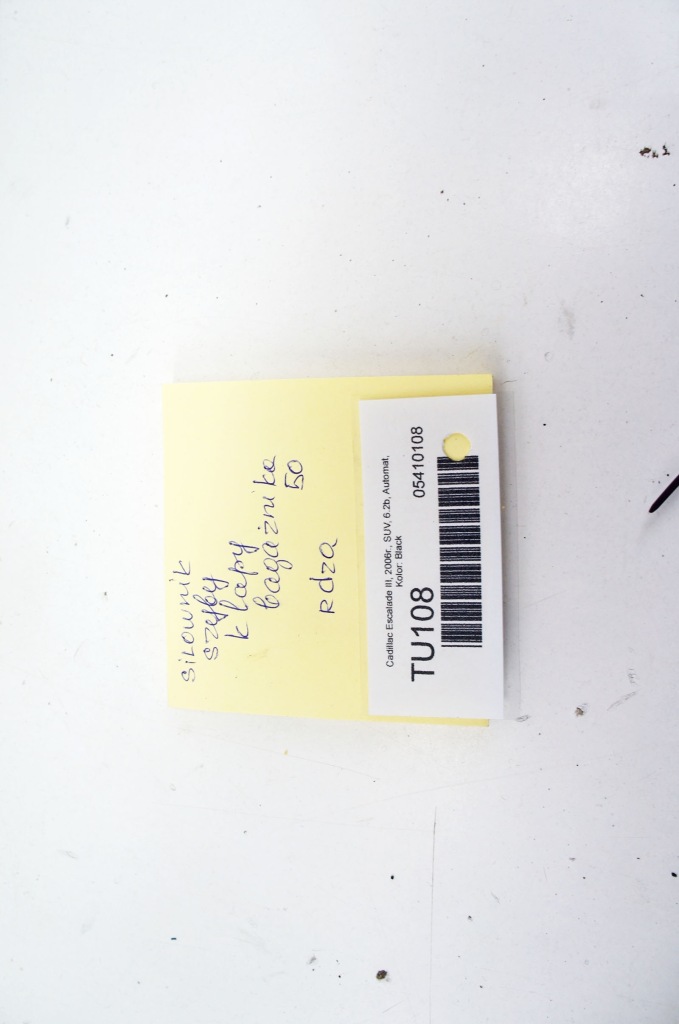 siłownik
szyby
klapy
bagażnika
50
rdza
Cadillac Escalade III, 2006r., SUV, 6.2b, Automat,
Kolor: Black
TU108
05410108